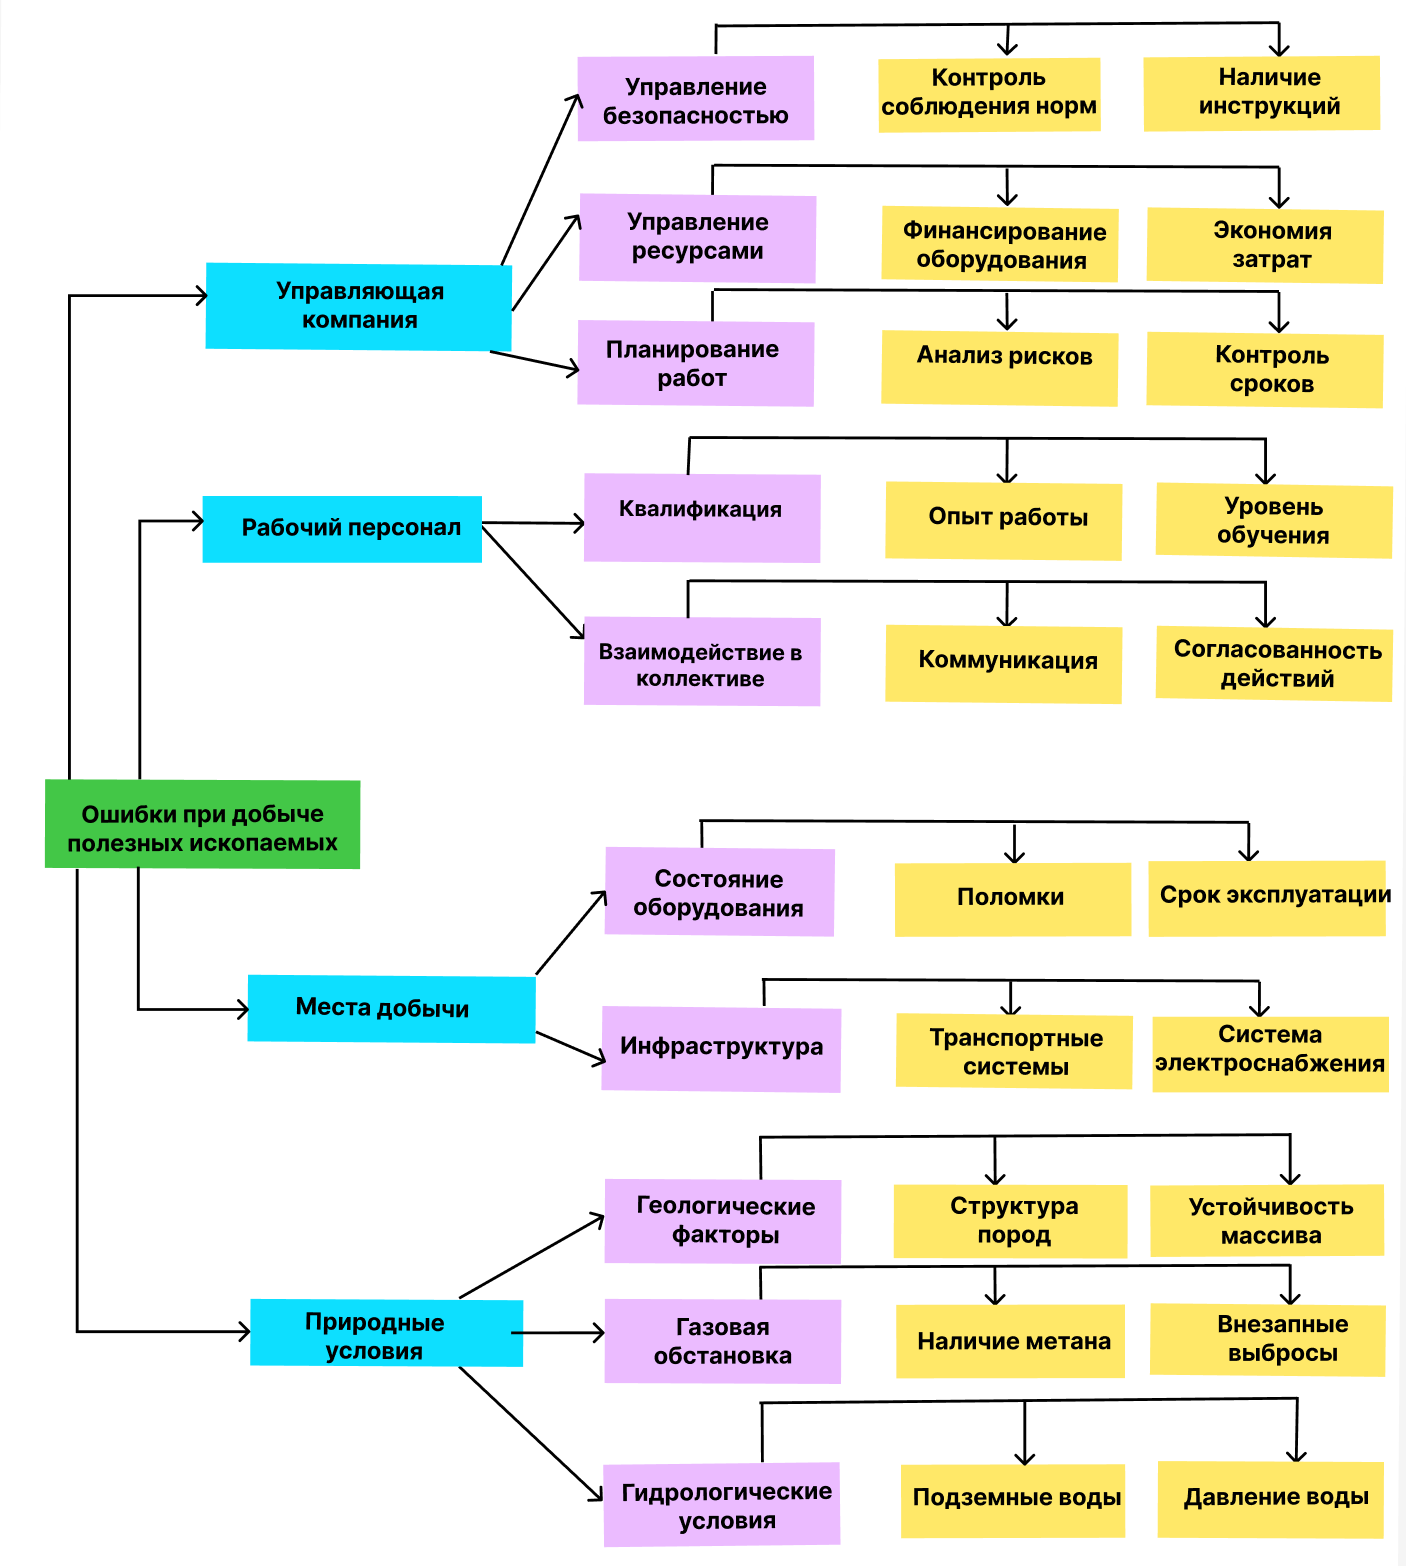 Управление
безопасностью
Контроль
соблюдения норм
Наличие
инструкций
Управление
ресурсами
Финансирование
оборудования
Экономия
затрат
Управляющая
компания
Планирование
работ
Анализ рисков
Контроль
сроков
Рабочий персонал
Квалификация
Опыт работы
Уровень
обучения
Взаимодействие в
коллективе
Коммуникация
Согласованность
действий
Ошибки при добыче
полезных ископаемых
Состояние
оборудования
Поломки
Срок эксплуатации
Места добычи
Инфраструктура
Транспортные
системы
Система
электроснабжения
Геологические
факторы
Структура
пород
Устойчивость
массива
Природные
условия
Газовая
обстановка
Наличие метана
Внезапные
выбросы
Гидрологические
условия
Подземные воды
Давление воды